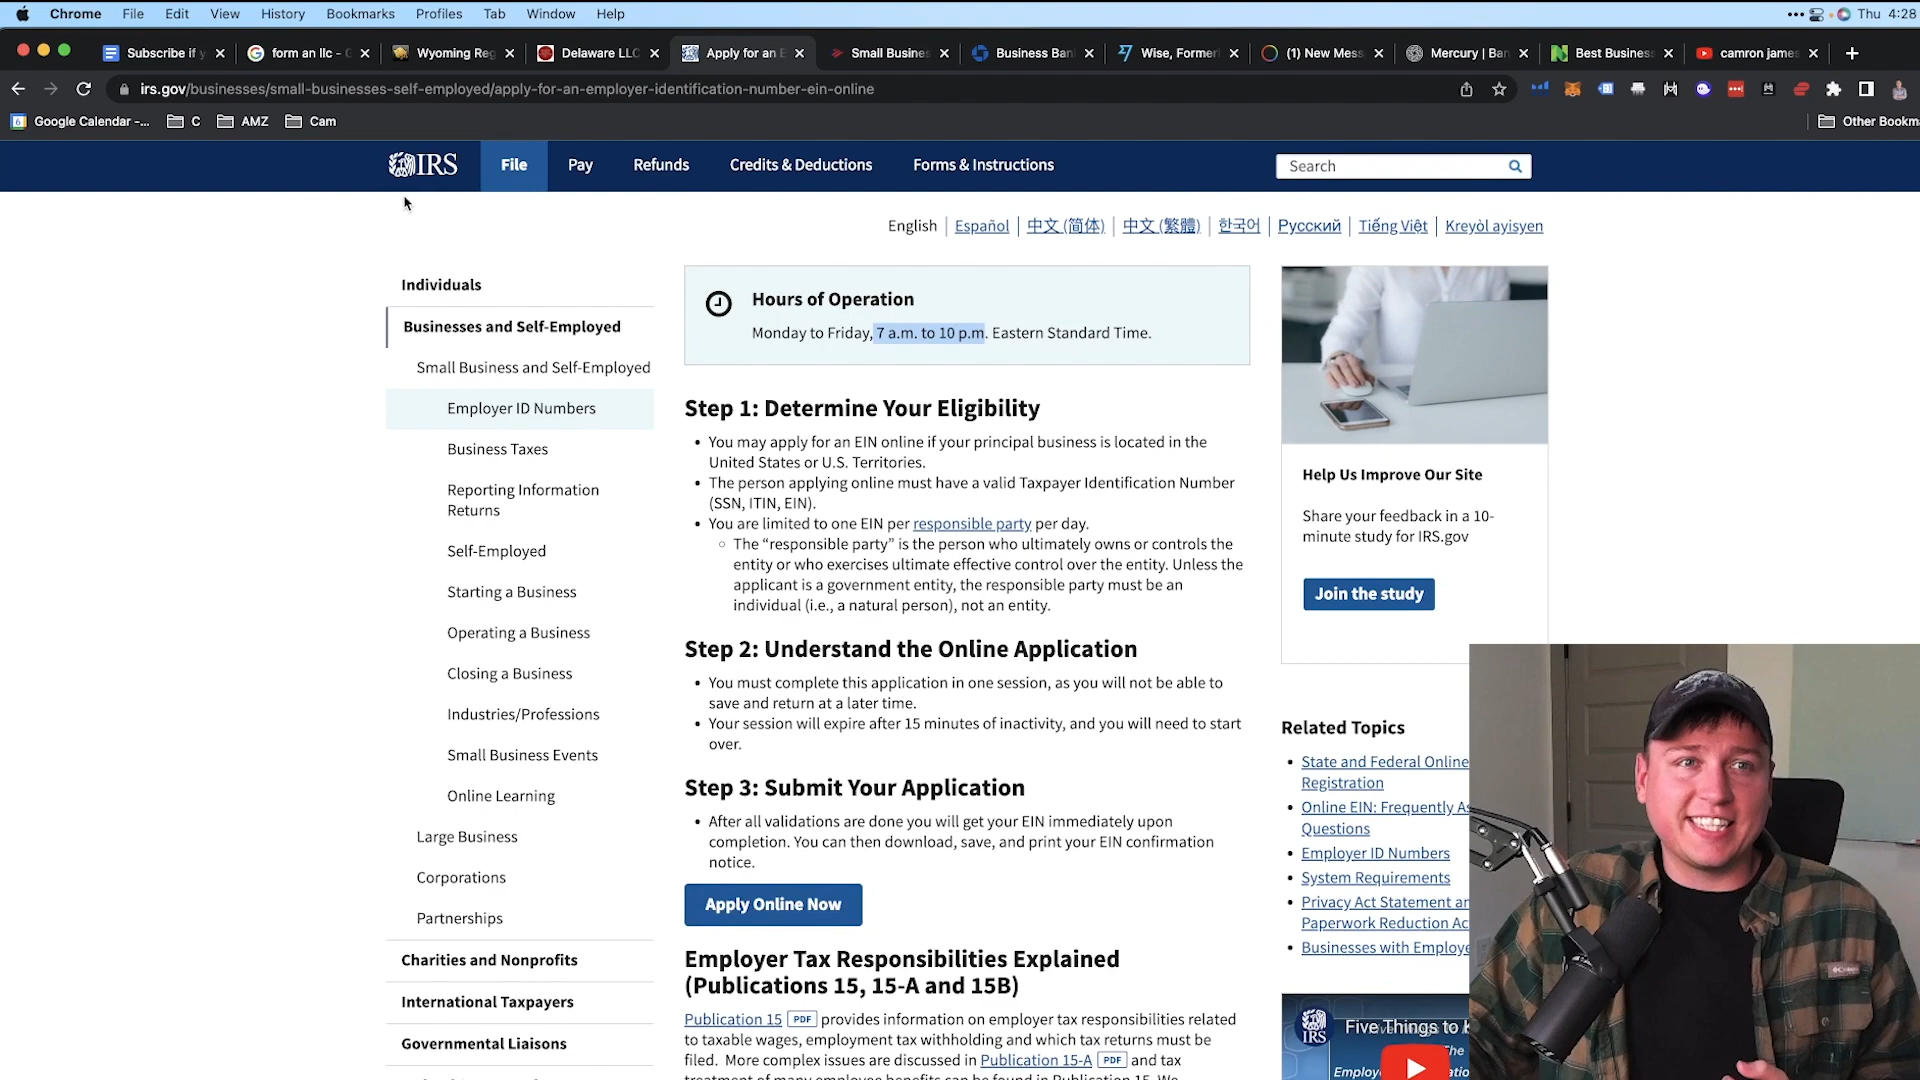 Chrome File Edit View History Bookmarks Profiles Tab Window Help Thu 4:28
Subscribe if y form an llc - Wyoming Reg Delaware LLC Apply for an E Small Busines Business Ban Wise, Former (1) New Mess Mercury | Ban Best Business camron james
irs.gov/businesses/small-businesses-self-employed/apply-for-an-employer-identification-number-ein-online
Google Calendar -... C AMZ Cam Other Bookm
IRS File Pay Refunds Credits & Deductions Forms & Instructions Search
English Español 中文 (简体) 中文 (繁體) 한국어 Русский Tiếng Việt Kreyòl ayisyen
Individuals
Businesses and Self-Employed
Small Business and Self-Employed
Employer ID Numbers
Business Taxes
Reporting Information
Returns
Self-Employed
Starting a Business
Operating a Business
Closing a Business
Industries/Professions
Small Business Events
Online Learning
Large Business
Corporations
Partnerships
Charities and Nonprofits
International Taxpayers
Governmental Liaisons
Hours of Operation
Monday to Friday, 7 a.m. to 10 p.m. Eastern Standard Time.
Step 1: Determine Your Eligibility
• You may apply for an EIN online if your principal business is located in the
United States or U.S. Territories.
• The person applying online must have a valid Taxpayer Identification Number
(SSN, ITIN, EIN).
• You are limited to one EIN per responsible party per day.
○ The “responsible party” is the person who ultimately owns or controls the
entity or who exercises ultimate effective control over the entity. Unless the
applicant is a government entity, the responsible party must be an
individual (i.e., a natural person), not an entity.
Step 2: Understand the Online Application
• You must complete this application in one session, as you will not be able to
save and return at a later time.
• Your session will expire after 15 minutes of inactivity, and you will need to start
over.
Step 3: Submit Your Application
• After all validations are done you will get your EIN immediately upon
completion. You can then download, save, and print your EIN confirmation
notice.
Apply Online Now
Employer Tax Responsibilities Explained
(Publications 15, 15-A and 15B)
Publication 15 PDF provides information on employer tax responsibilities related
to taxable wages, employment tax withholding and which tax returns must be
filed. More complex issues are discussed in Publication 15-A PDF and tax
treatment of many employee benefits can be found in Publication 15. We
Help Us Improve Our Site
Share your feedback in a 10-
minute study for IRS.gov
Join the study
Related Topics
• State and Federal Online
Registration
• Online EIN: Frequently As
Questions
• Employer ID Numbers
• System Requirements
• Privacy Act Statement an
Paperwork Reduction Ac
• Businesses with Employe
IRS
Five Things to K
The
Employ